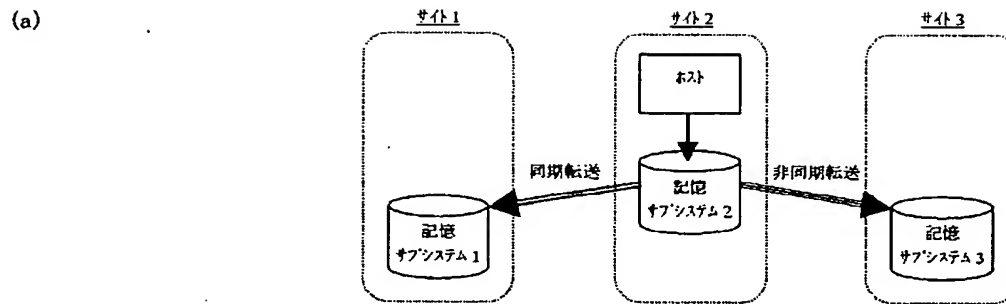 (a)
サイト1
サイト2
サイト3
ホスト
同期転送
非同期転送
記憶
サブシステム2
記憶
サブシステム1
記憶
サブシステム3